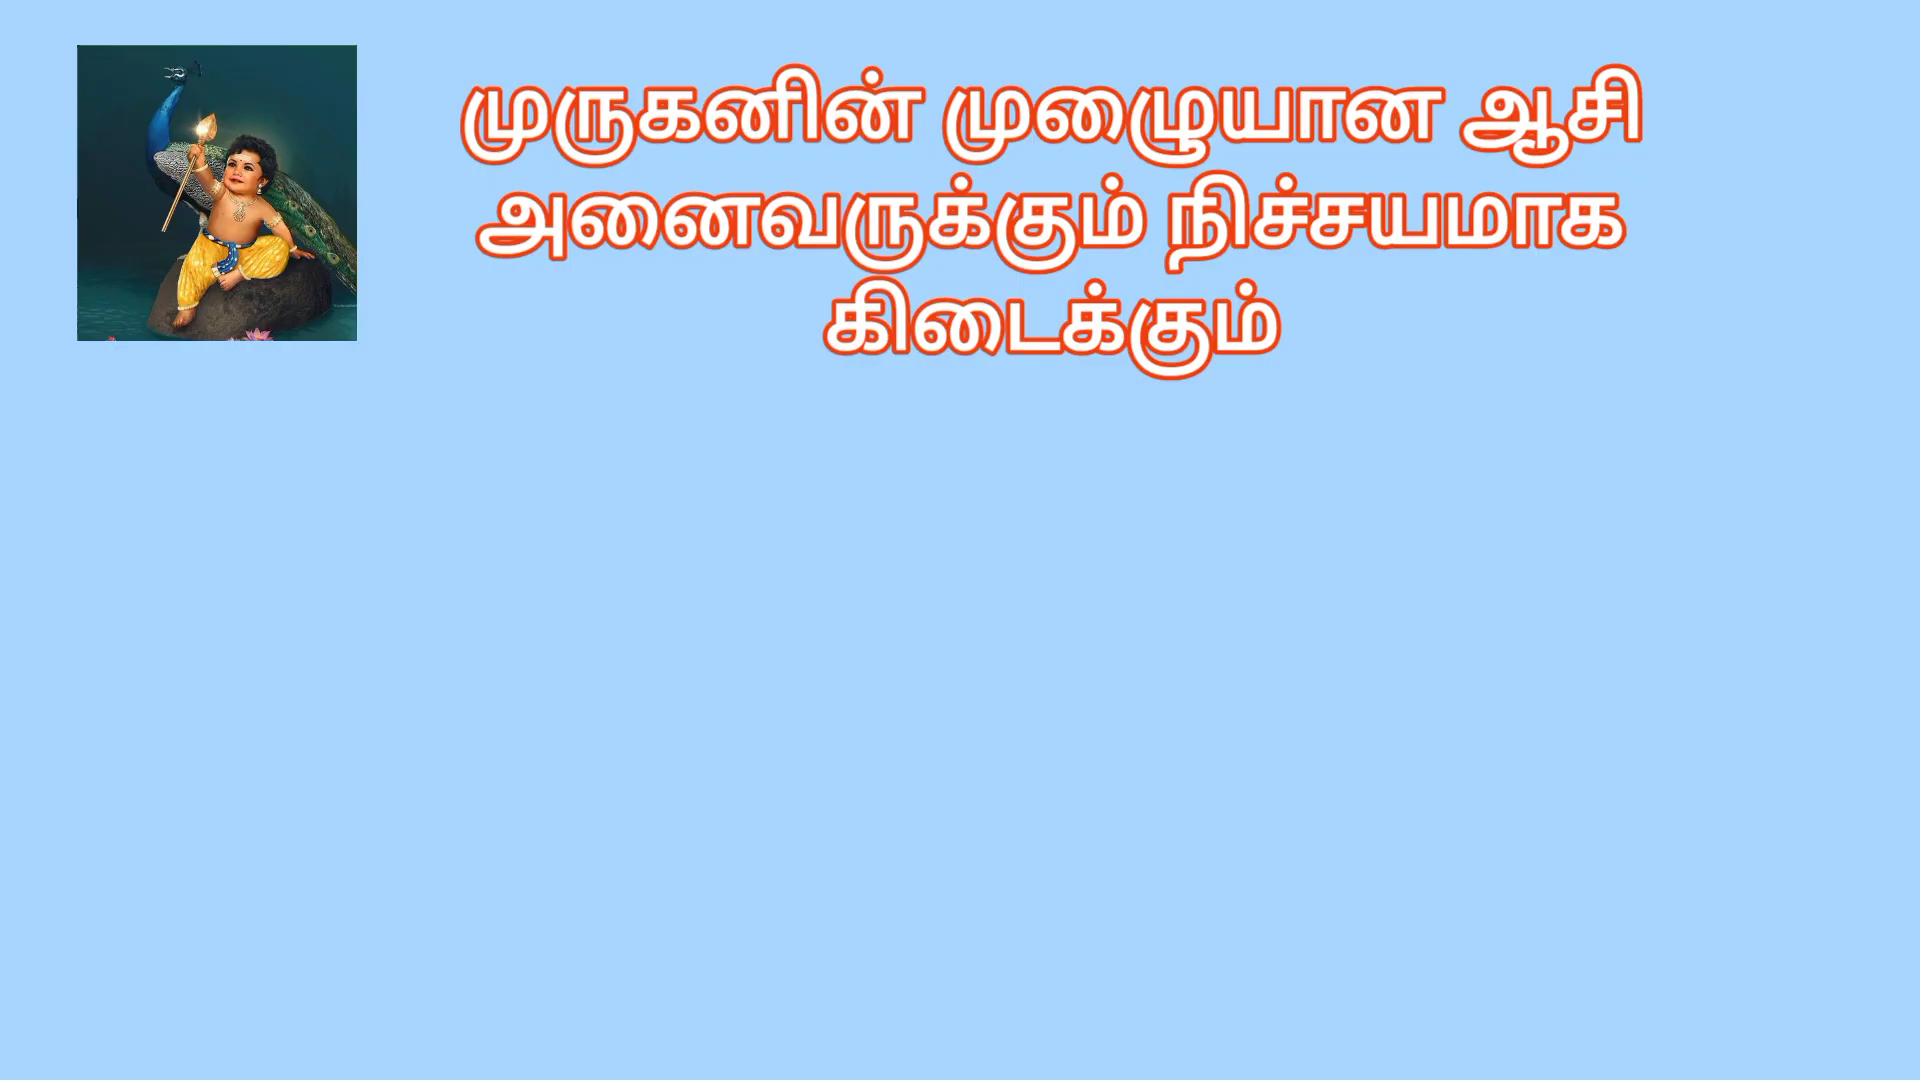 முருகனின் முழுையான ஆசி
அனைவருக்கும் நிச்சயமாக
கிடைக்கும்